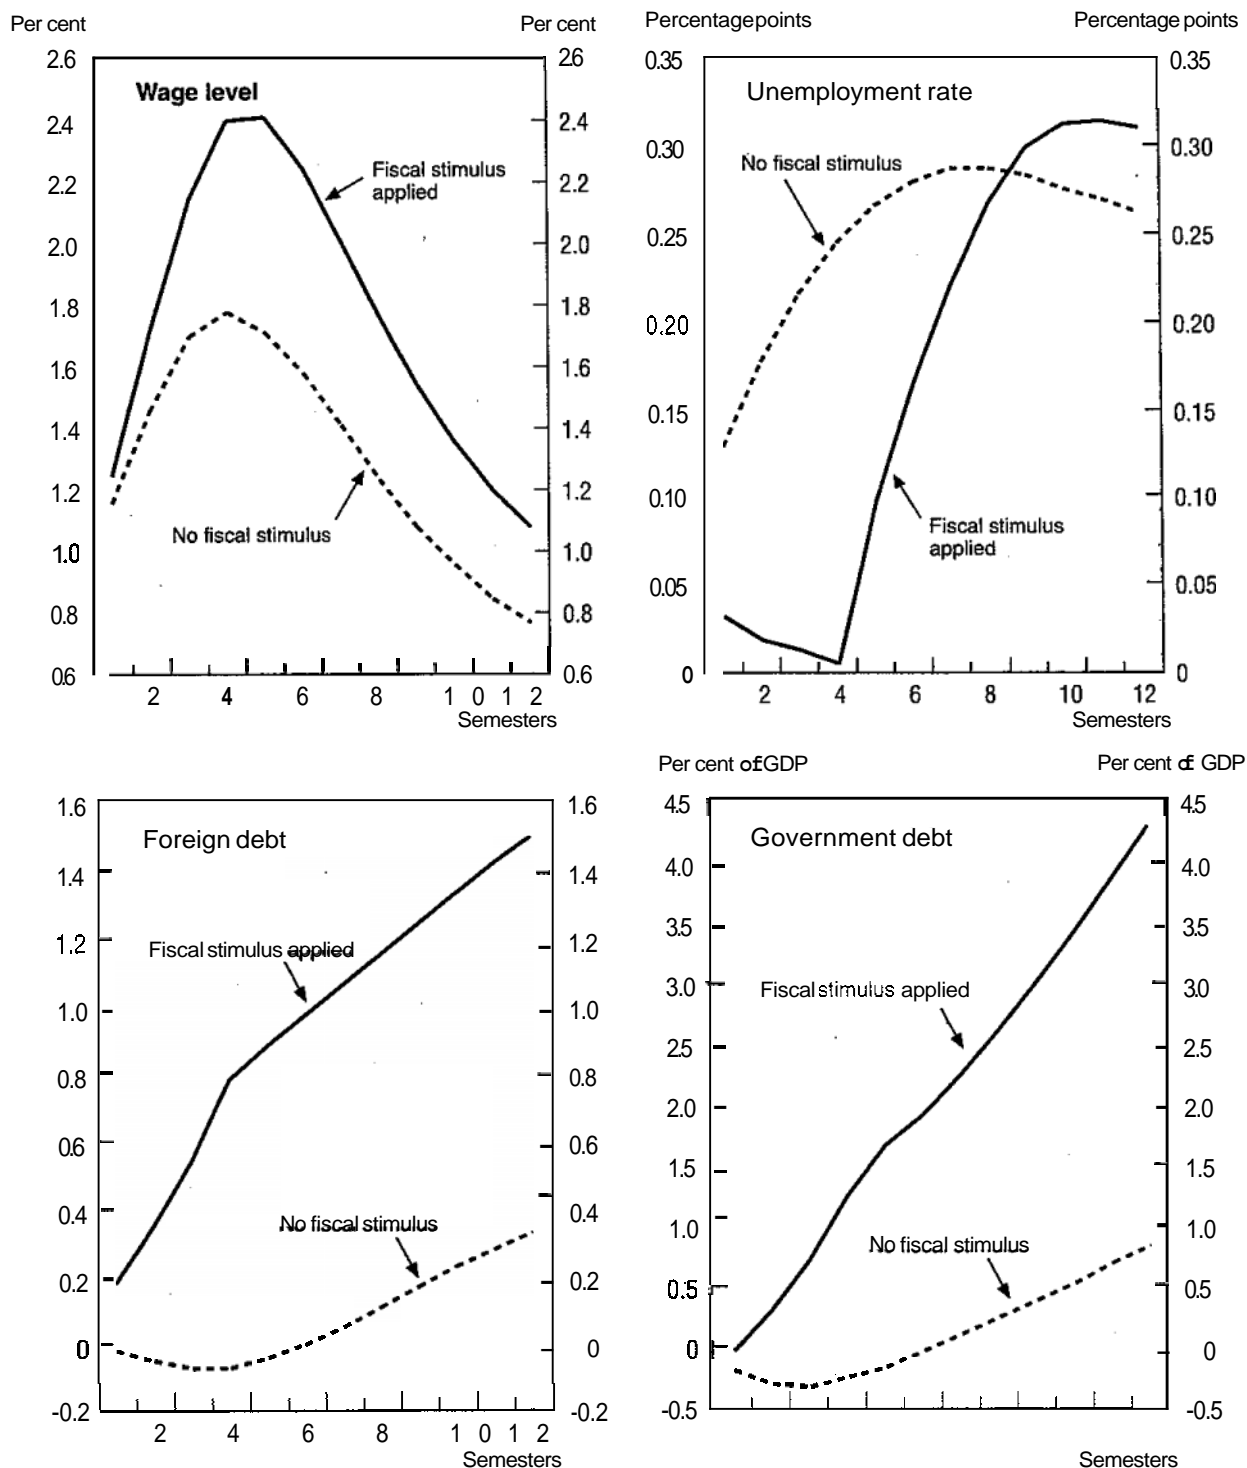 Per cent Per cent
2.6 2.6
Wage level
2.4 2.4
Fiscal stimulus
applied
2.2 2.2
2.0 2.0
1.8 1.8
1.6 1.6
1.4 1.4
1.2 1.2
No fiscal stimulus
1.0 1.0
0.8 0.8
0.6 0.6
2 4 6 8 1 0 1 2
Semesters
Percentage points Percentage points
0.35 0.35
Unemployment rate
0.30 0.30
No fiscal stimulus
0.25 0.25
0.20 0.20
0.15 0.15
0.10 0.10
Fiscal stimulus
applied
0.05 0.05
0 0
2 4 6 8 10 12
Semesters
1.6 1.6
Foreign debt
1.4 1.4
1.2 1.2
Fiscal stimulus applied
1.0 1.0
0.8 0.8
0.6 0.6
0.4 0.4
No fiscal stimulus
0.2 0.2
0 0
-0.2 -0.2
2 4 6 8 1 0 1 2
Semesters
Per cent of GDP Per cent of GDP
4.5 4.5
Government debt
4.0 4.0
3.5 3.5
3.0 3.0
Fiscal stimulus applied
2.5 2.5
2.0 2.0
1.5 1.5
1.0 1.0
No fiscal stimulus
0.5 0.5
0 0
-0.5 -0.5
Semesters